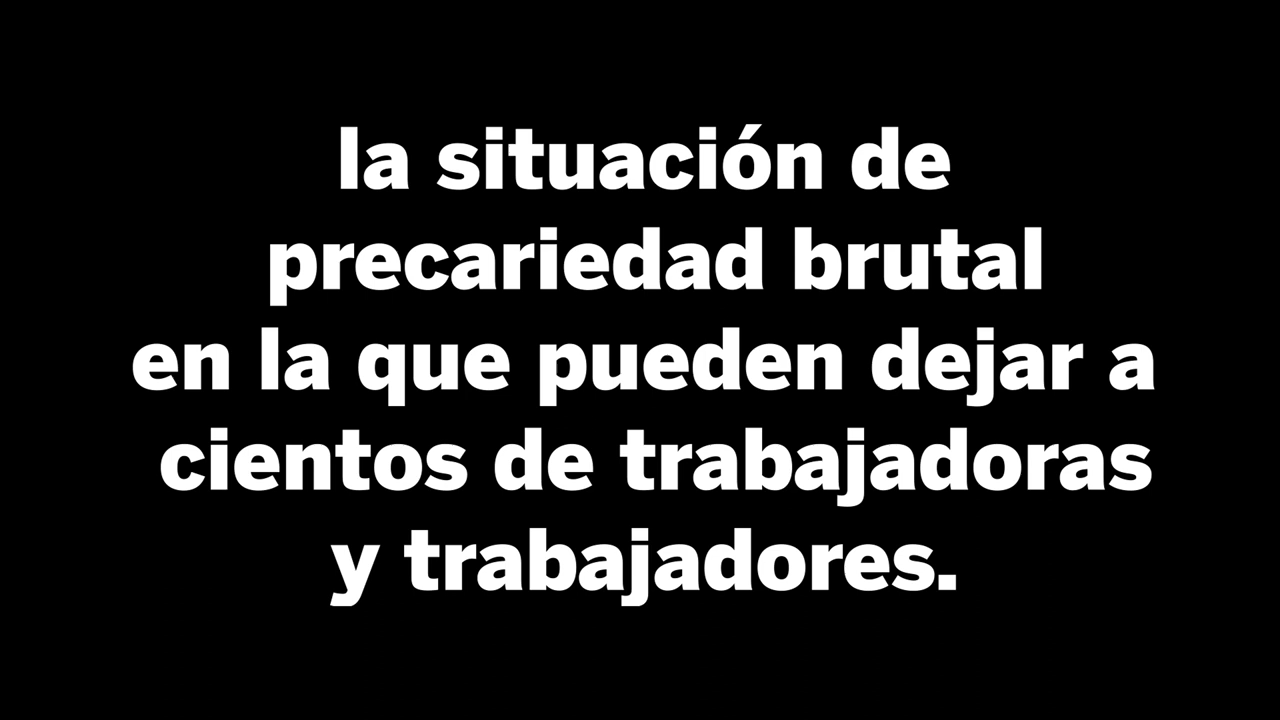 la situación de
precariedad brutal
en la que pueden dejar a
cientos de trabajadoras
y trabajadores.